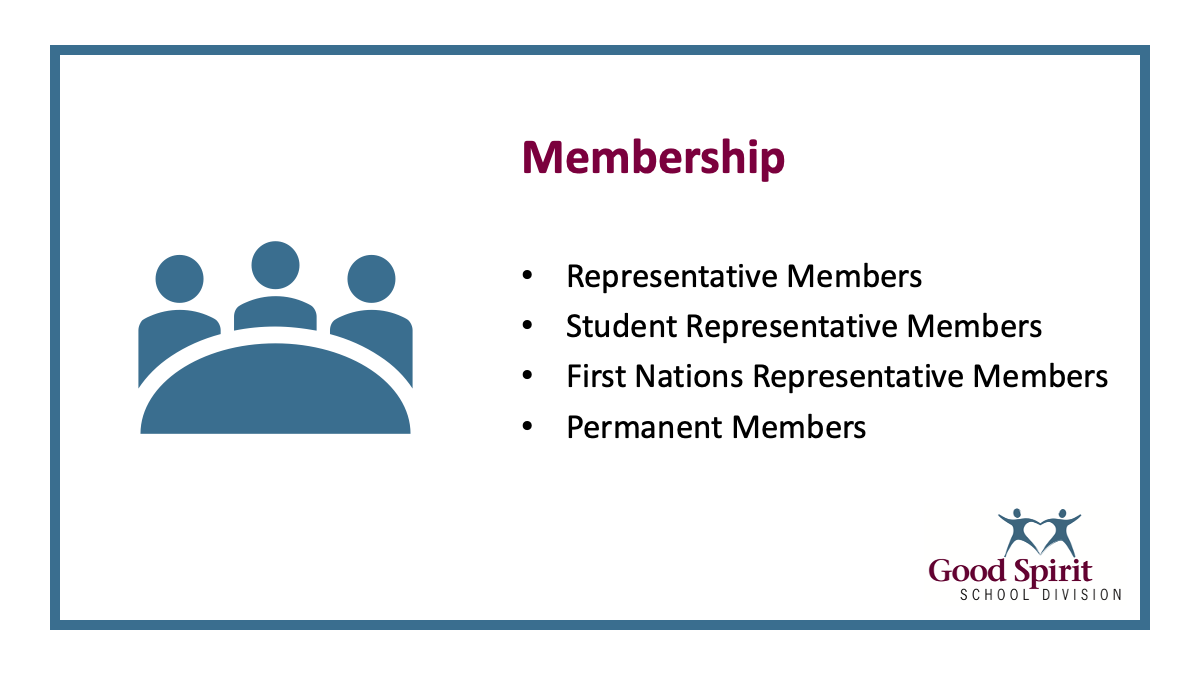 Membership
• Representative Members
• Student Representative Members
• First Nations Representative Members
• Permanent Members
Good Spirit
SCHOOL DIVISION